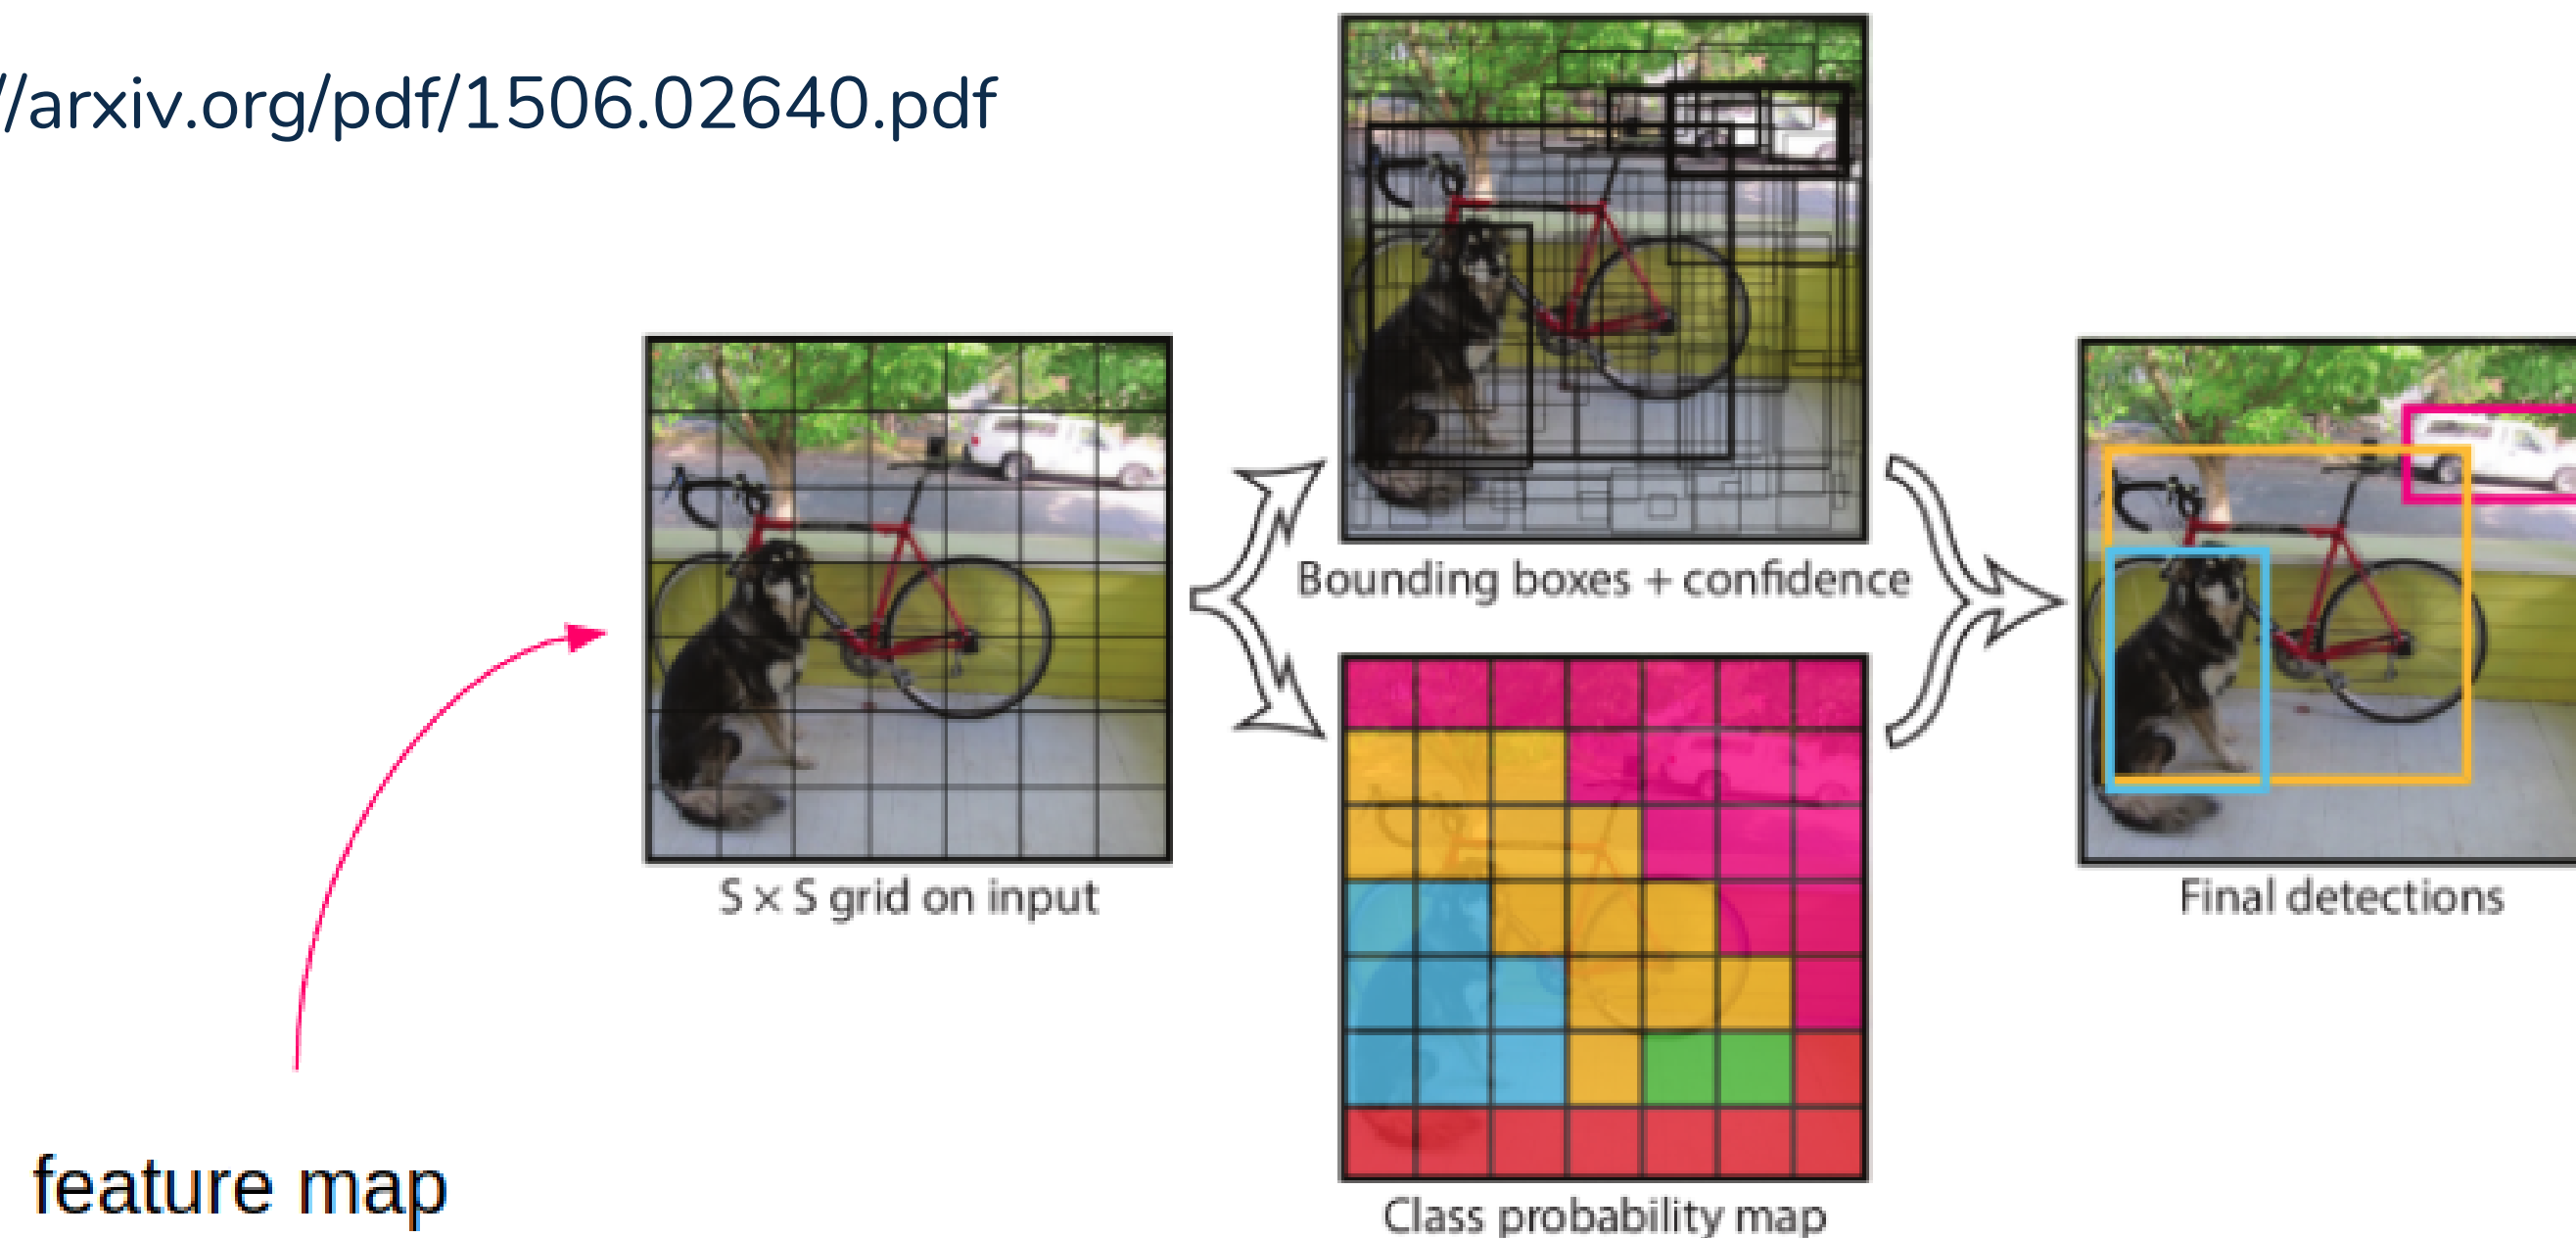 //arxiv.org/pdf/1506.02640.pdf
Bounding boxes + confidence
S × S grid on input
Final detections
feature map
Class probability map